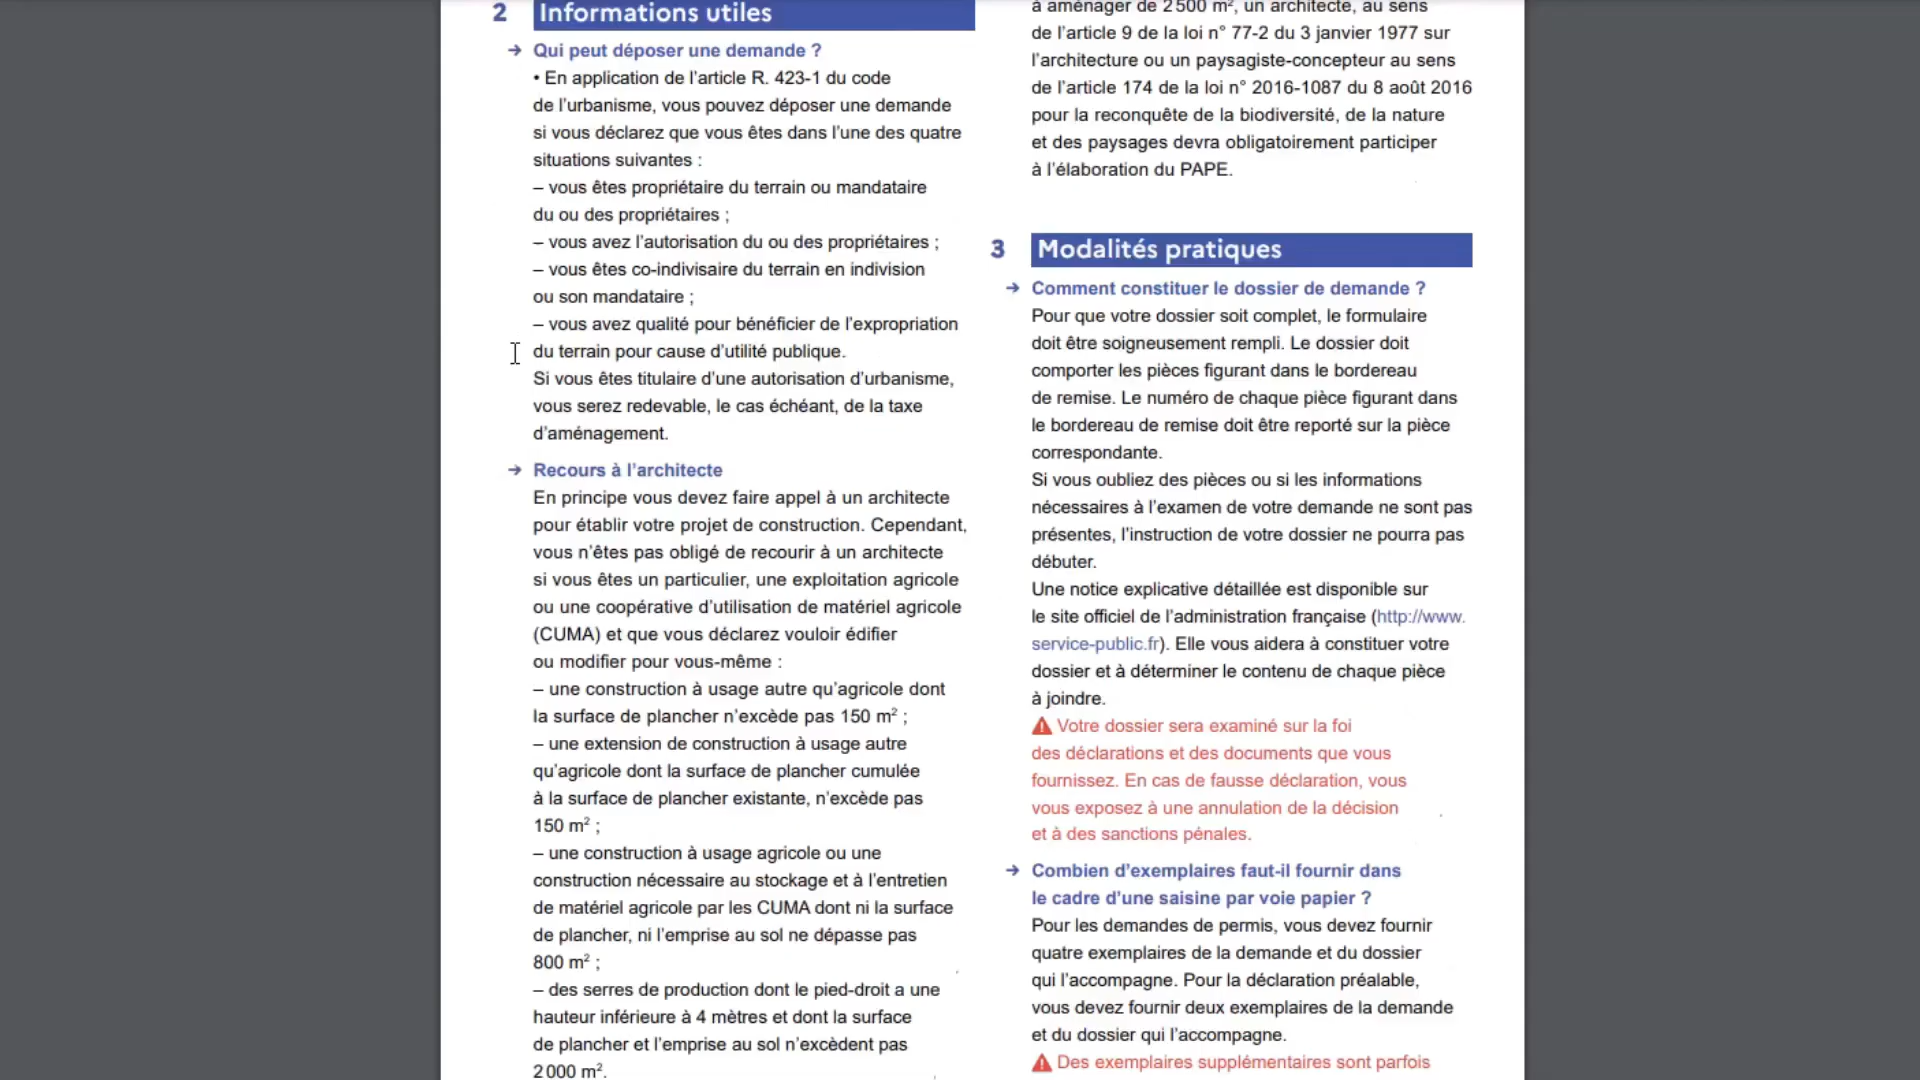 2 Informations utiles
→ Qui peut déposer une demande ?
• En application de l’article R. 423-1 du code
de l’urbanisme, vous pouvez déposer une demande
si vous déclarez que vous êtes dans l’une des quatre
situations suivantes :
– vous êtes propriétaire du terrain ou mandataire
du ou des propriétaires ;
– vous avez l’autorisation du ou des propriétaires ;
– vous êtes co-indivisaire du terrain en indivision
ou son mandataire ;
– vous avez qualité pour bénéficier de l’expropriation
du terrain pour cause d’utilité publique.
Si vous êtes titulaire d’une autorisation d’urbanisme,
vous serez redevable, le cas échéant, de la taxe
d’aménagement.
→ Recours à l’architecte
En principe vous devez faire appel à un architecte
pour établir votre projet de construction. Cependant,
vous n’êtes pas obligé de recourir à un architecte
si vous êtes un particulier, une exploitation agricole
ou une coopérative d’utilisation de matériel agricole
(CUMA) et que vous déclarez vouloir édifier
ou modifier pour vous-même :
– une construction à usage autre qu’agricole dont
la surface de plancher n’excède pas 150 m² ;
– une extension de construction à usage autre
qu’agricole dont la surface de plancher cumulée
à la surface de plancher existante, n’excède pas
150 m² ;
– une construction à usage agricole ou une
construction nécessaire au stockage et à l’entretien
de matériel agricole par les CUMA dont ni la surface
de plancher, ni l’emprise au sol ne dépasse pas
800 m² ;
– des serres de production dont le pied-droit a une
hauteur inférieure à 4 mètres et dont la surface
de plancher et l’emprise au sol n’excèdent pas
2 000 m².
à aménager de 2 500 m², un architecte, au sens
de l’article 9 de la loi n° 77-2 du 3 janvier 1977 sur
l’architecture ou un paysagiste-concepteur au sens
de l’article 174 de la loi n° 2016-1087 du 8 août 2016
pour la reconquête de la biodiversité, de la nature
et des paysages devra obligatoirement participer
à l’élaboration du PAPE.
3 Modalités pratiques
→ Comment constituer le dossier de demande ?
Pour que votre dossier soit complet, le formulaire
doit être soigneusement rempli. Le dossier doit
comporter les pièces figurant dans le bordereau
de remise. Le numéro de chaque pièce figurant dans
le bordereau de remise doit être reporté sur la pièce
correspondante.
Si vous oubliez des pièces ou si les informations
nécessaires à l’examen de votre demande ne sont pas
présentes, l’instruction de votre dossier ne pourra pas
débuter.
Une notice explicative détaillée est disponible sur
le site officiel de l’administration française (http://www.
service-public.fr). Elle vous aidera à constituer votre
dossier et à déterminer le contenu de chaque pièce
à joindre.
Votre dossier sera examiné sur la foi
des déclarations et des documents que vous
fournissez. En cas de fausse déclaration, vous
vous exposez à une annulation de la décision
et à des sanctions pénales.
→ Combien d’exemplaires faut-il fournir dans
le cadre d’une saisine par voie papier ?
Pour les demandes de permis, vous devez fournir
quatre exemplaires de la demande et du dossier
qui l’accompagne. Pour la déclaration préalable,
vous devez fournir deux exemplaires de la demande
et du dossier qui l’accompagne.
Des exemplaires supplémentaires sont parfois